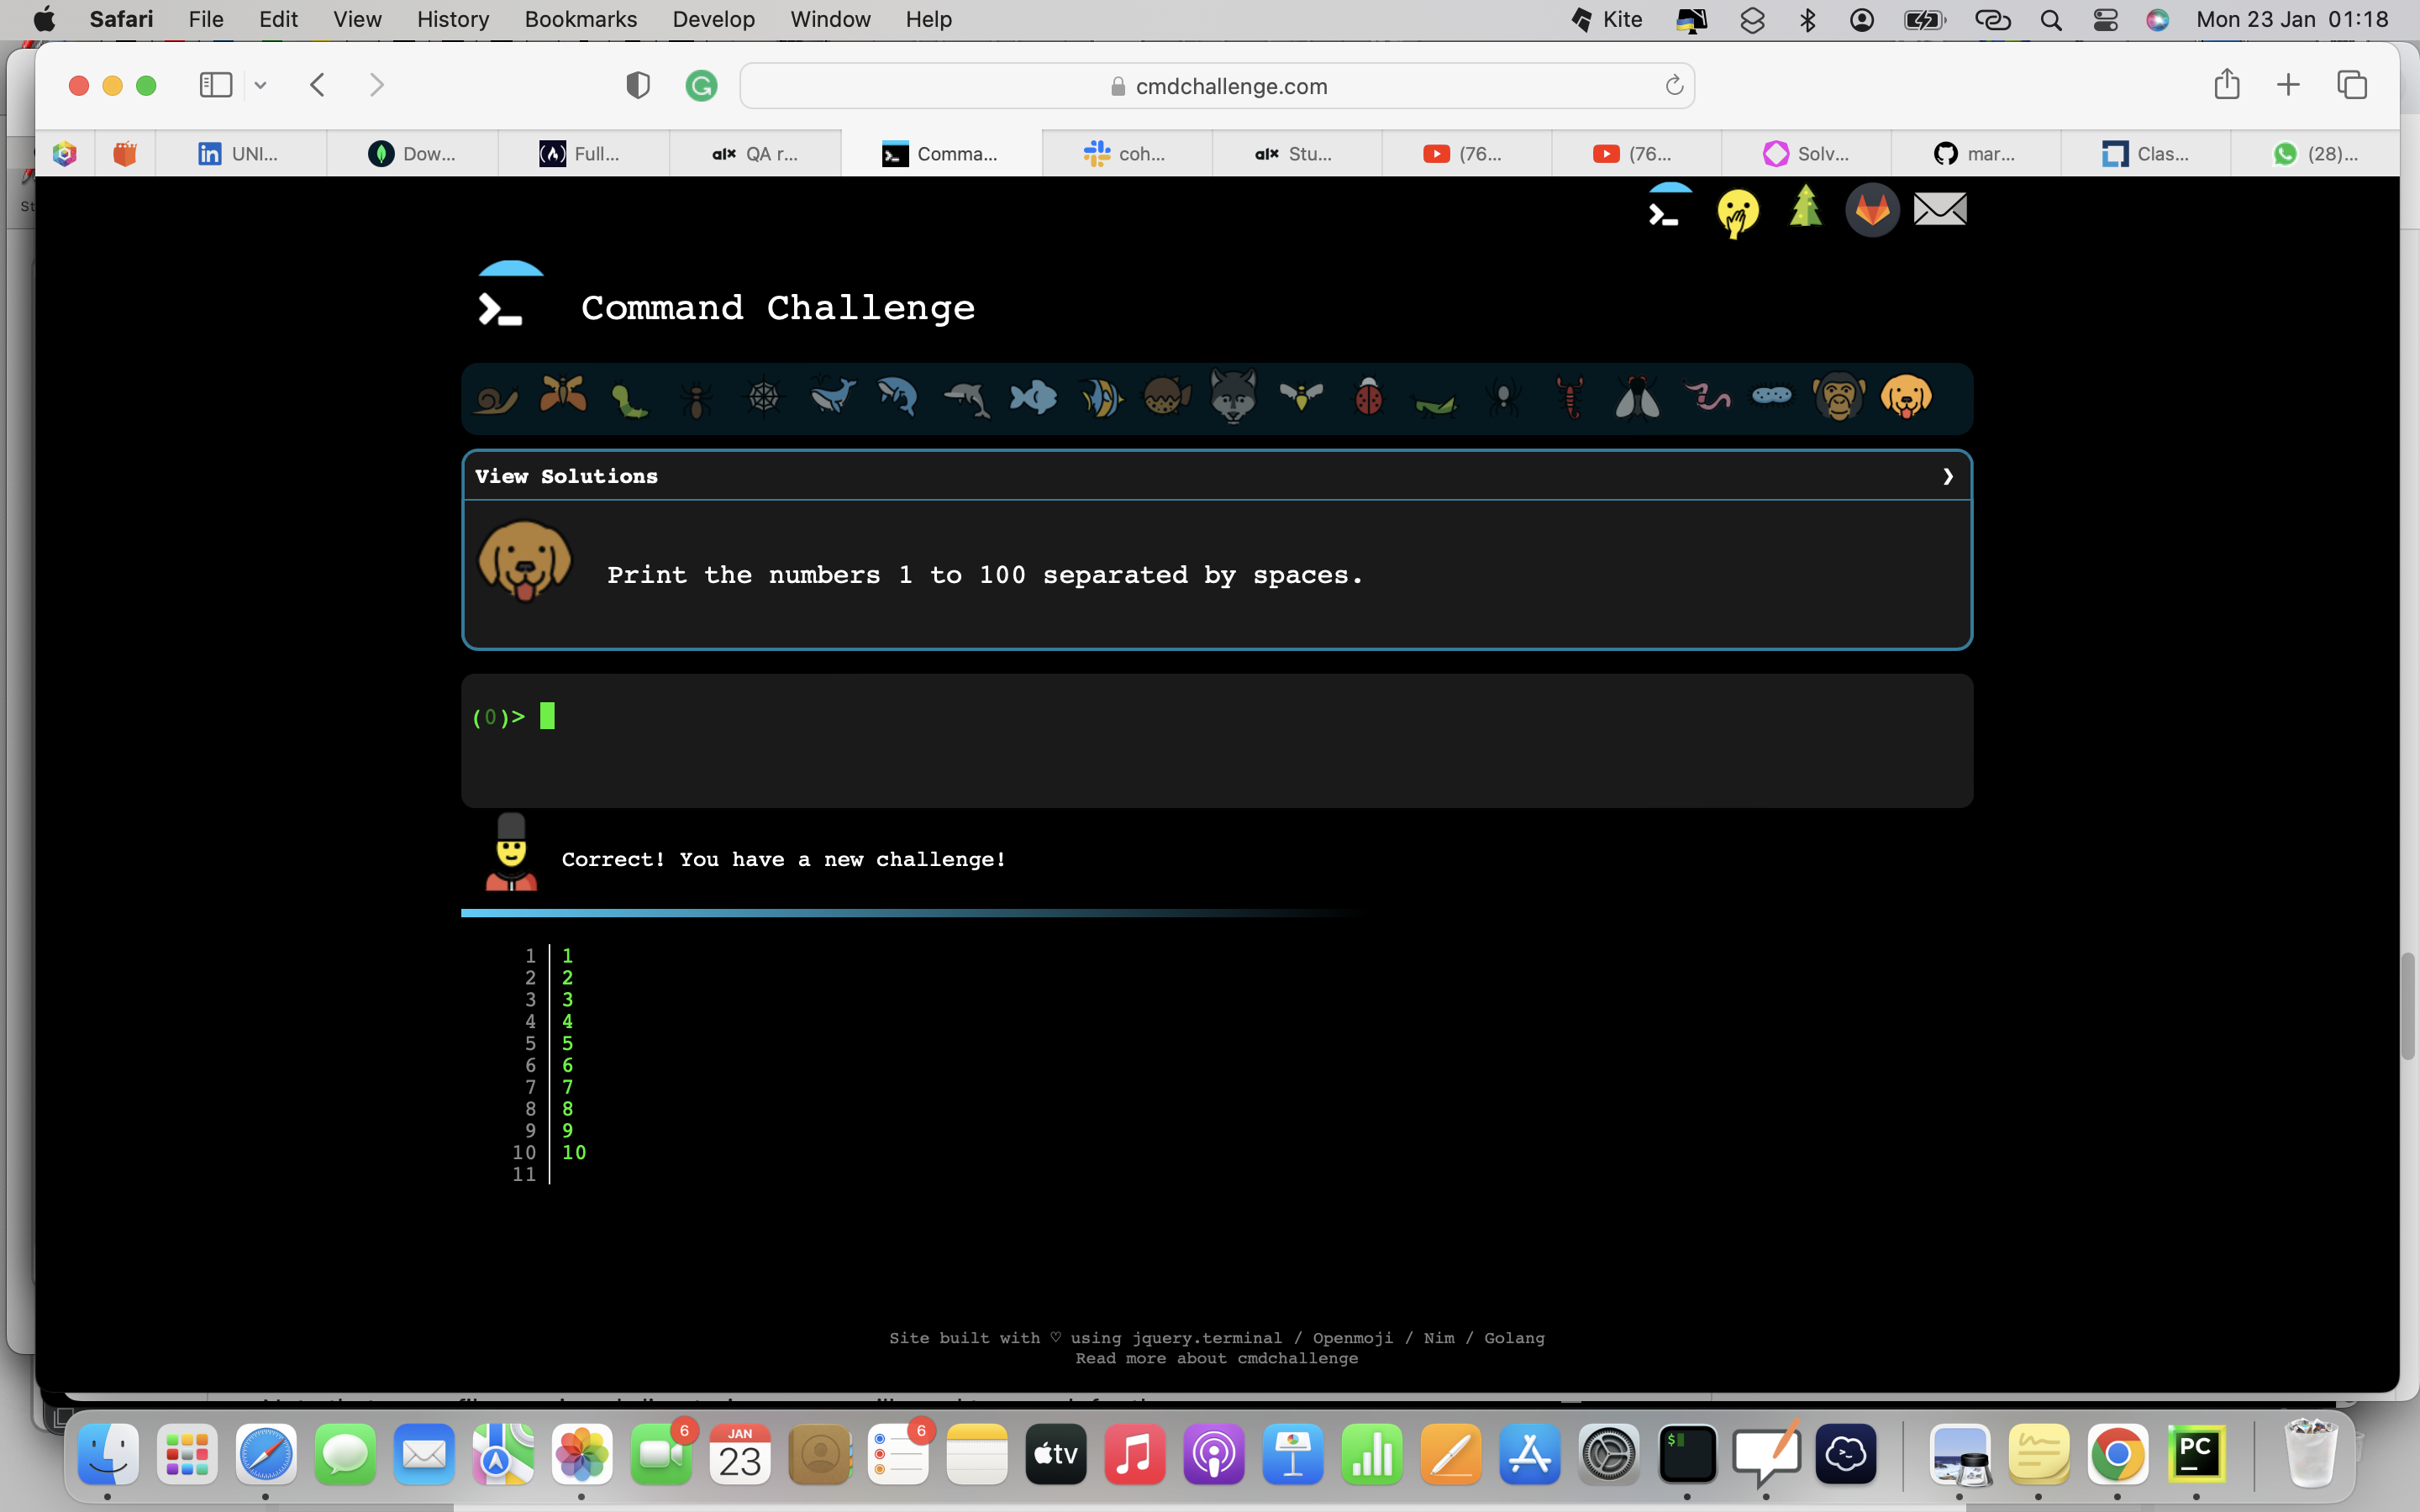 Safari File Edit View History Bookmarks Develop Window Help Kite Mon 23 Jan 01:18
cmdchallenge.com
UNI... Dow... Full... alx QA r... Comma... coh... alx Stu... (76... (76... Solv... mar... Clas... (28)...
St
Command Challenge
View Solutions ❯
Print the numbers 1 to 100 separated by spaces.
(0)>
Correct! You have a new challenge!
1 1
2 2
3 3
4 4
5 5
6 6
7 7
8 8
9 9
10 10
11
Site built with ♡ using jquery.terminal / Openmoji / Nim / Golang
Read more about cmdchallenge
6 JAN 23 6 tv $ PC